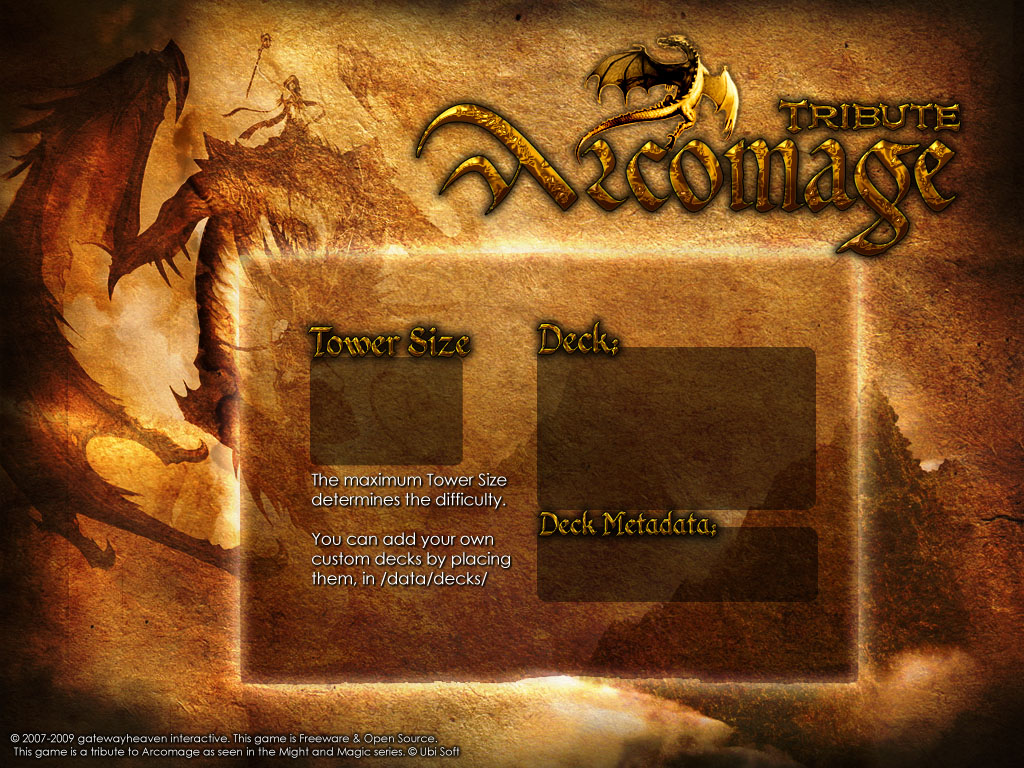 TRIBUTE
Arcomage
Tower Size
Deck:
The maximum Tower Size
determines the difficulty.
You can add your own
custom decks by placing
them, in /data/decks/
Deck Metadata:
© 2007-2009 gatewayheaven interactive. This game is Freeware & Open Source.
This game is a tribute to Arcomage as seen in the Might and Magic series. © Ubi Soft